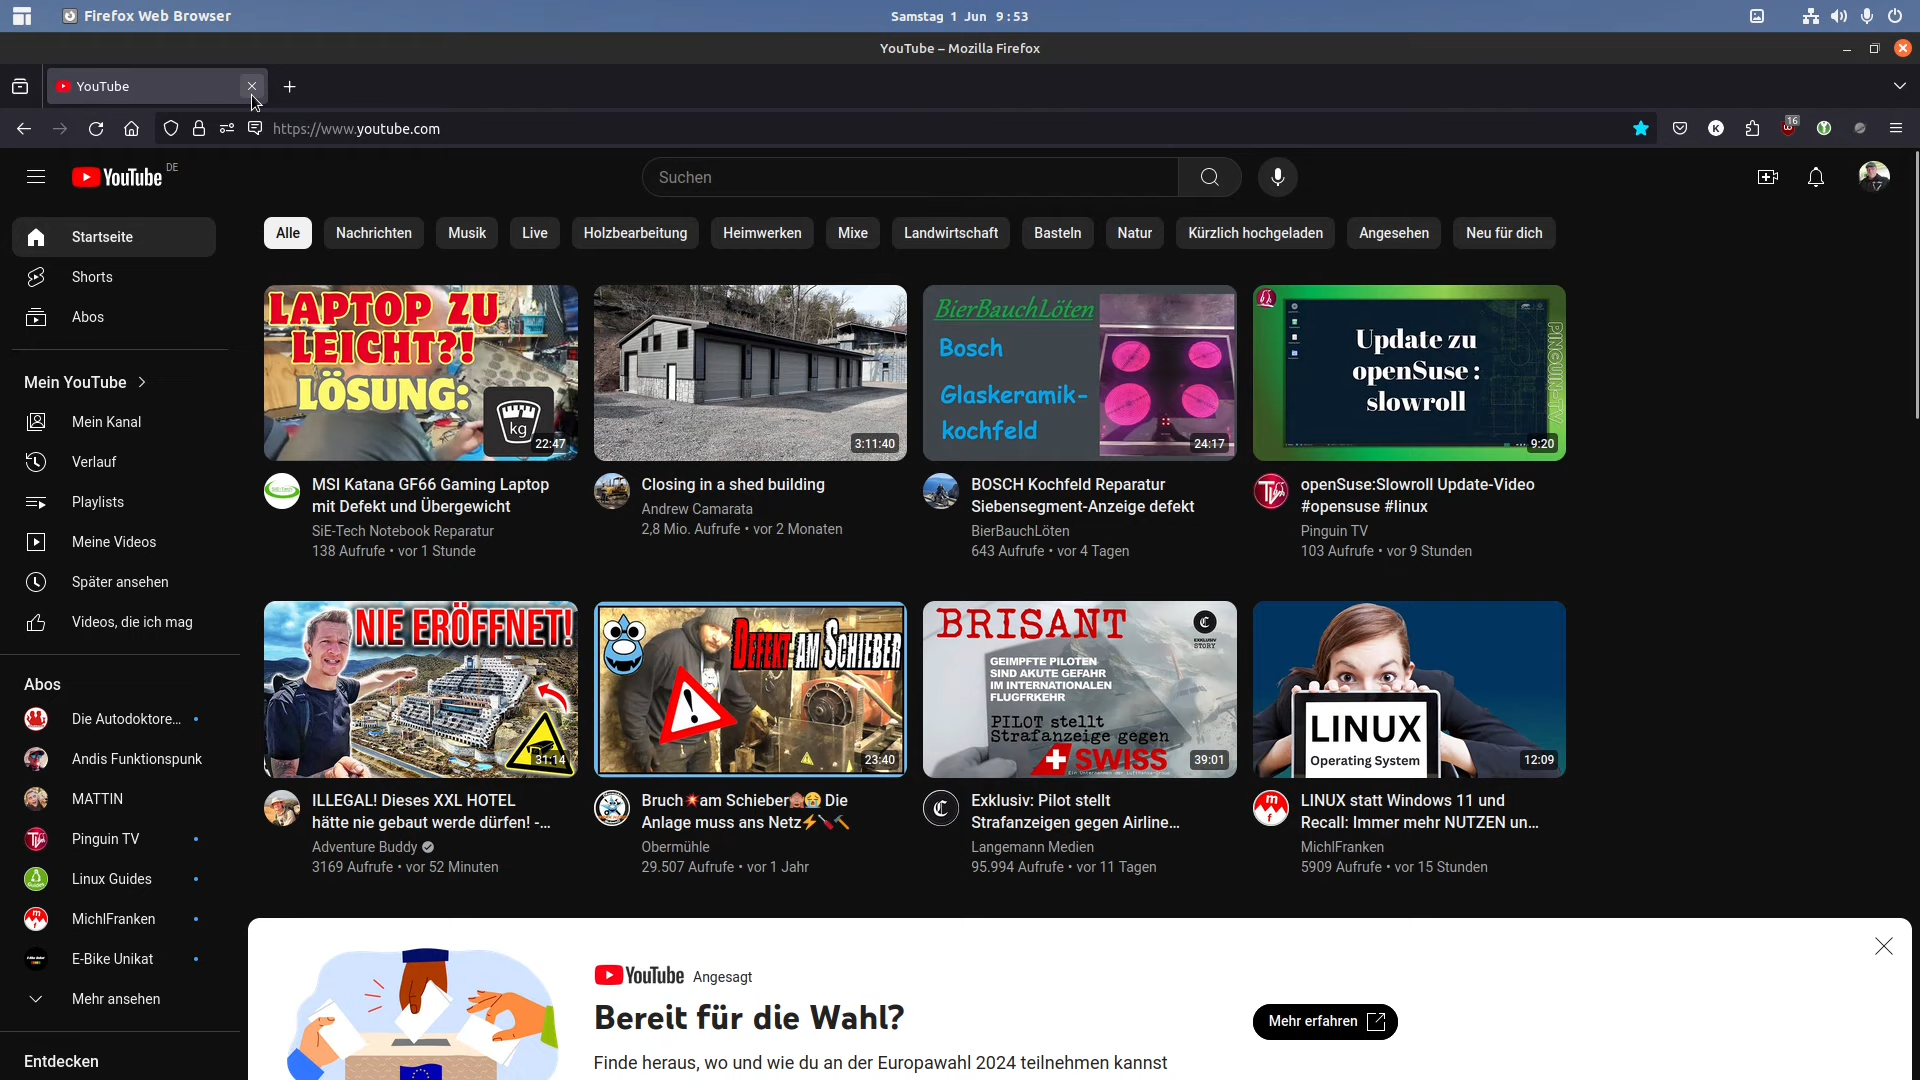 Firefox Web Browser
Samstag 1 Jun 9:53
YouTube – Mozilla Firefox
YouTube
https://www.youtube.com
16
YouTube DE
Suchen
Startseite
Shorts
Abos
Mein YouTube
Mein Kanal
Verlauf
Playlists
Meine Videos
Später ansehen
Videos, die ich mag
Abos
Die Autodoktore...
Andis Funktionspunk
MATTIN
Pinguin TV
Linux Guides
MichlFranken
E-Bike Unikat
Mehr ansehen
Entdecken
Alle Nachrichten Musik Live Holzbearbeitung Heimwerken Mixe Landwirtschaft Basteln Natur Kürzlich hochgeladen Angesehen Neu für dich
LAPTOP ZU
LEICHT?!
LÖSUNG:
kg
22:47
MSI Katana GF66 Gaming Laptop
mit Defekt und Übergewicht
SiE-Tech Notebook Reparatur
138 Aufrufe • vor 1 Stunde
3:11:40
Closing in a shed building
Andrew Camarata
2,8 Mio. Aufrufe • vor 2 Monaten
BierBauchLöten
Bosch
Glaskeramik-
kochfeld
24:17
BOSCH Kochfeld Reparatur
Siebensegment-Anzeige defekt
BierBauchLöten
643 Aufrufe • vor 4 Tagen
Update zu
openSuse :
slowroll
PINGUIN-TV
9:20
openSuse:Slowroll Update-Video
#opensuse #linux
Pinguin TV
103 Aufrufe • vor 9 Stunden
NIE ERÖFFNET!
31:14
ILLEGAL! Dieses XXL HOTEL
hätte nie gebaut werde dürfen! -...
Adventure Buddy
3169 Aufrufe • vor 52 Minuten
DEFEKT AM SCHIEBER
23:40
Bruch💥am Schieber🙈😭 Die
Anlage muss ans Netz⚡🪛🔨
Obermühle
29.507 Aufrufe • vor 1 Jahr
BRISANT
EXKLUSIV
STORY
GEIMPFTE PILOTEN
SIND AKUTE GEFAHR
IM INTERNATIONALEN
FLUGFRKEHR
PILOT stellt
Strafanzeige gegen
SWISS
39:01
Exklusiv: Pilot stellt
Strafanzeigen gegen Airline...
Langemann Medien
95.994 Aufrufe • vor 11 Tagen
LINUX
Operating System
12:09
LINUX statt Windows 11 und
Recall: Immer mehr NUTZEN un...
MichlFranken
5909 Aufrufe • vor 15 Stunden
YouTube Angesagt
Bereit für die Wahl?
Finde heraus, wo und wie du an der Europawahl 2024 teilnehmen kannst
Mehr erfahren